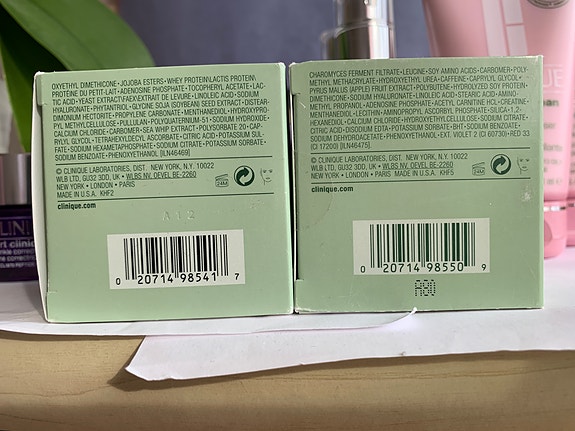 OXYETHYL DIMETHICONE•JOJOBA ESTERS•WHEY PROTEIN\LACTIS PROTEIN\
PROTÉINE DU PETIT-LAIT•ADENOSINE PHOSPHATE•TOCOPHERYL ACETATE•LAC-
TIC ACID•YEAST EXTRACT\FAEX\EXTRAIT DE LEVURE•LINOLEIC ACID•SODIUM
HYALURONATE•PHYTANTRIOL•GLYCINE SOJA (SOYBEAN) SEED EXTRACT•DISTEAR-
DIMONIUM HECTORITE•PROPYLENE CARBONATE•MENTHANEDIOL•HYDROXYPRO-
PYL METHYLCELLULOSE•PULLULAN•POLYQUATERNIUM-51•SODIUM HYDROXIDE•
CALCIUM CHLORIDE•CARBOMER•SEA WHIP EXTRACT•POLYSORBATE 20•CAP-
RYLYL GLYCOL•TETRAHEXYLDECYL ASCORBATE•CITRIC ACID•POTASSIUM SUL-
FATE•SODIUM HEXAMETAPHOSPHATE•SODIUM CITRATE•POTASSIUM SORBATE•
SODIUM BENZOATE•PHENOXYETHANOL [ILN46469]
© CLINIQUE LABORATORIES, DIST. NEW YORK, N.Y. 10022
WLB LTD, GU32 3DD, UK • WLBS NV, OEVEL BE-2260
NEW YORK • LONDON • PARIS
MADE IN U.S.A. KHF2
24M
clinique.com
A12
0 20714 98541 7
CHAROMYCES FERMENT FILTRATE•LEUCINE•SOY AMINO ACIDS•CARBOMER•POLY-
METHYL METHACRYLATE•HYDROXYETHYL UREA•CAFFEINE•CAPRYLYL GLYCOL•
PYRUS MALUS (APPLE) FRUIT EXTRACT•POLYBUTENE•HYDROLYZED SOY PROTEIN•
DIMETHICONE•SODIUM HYALURONATE•LINOLEIC ACID•STEARIC ACID•AMINO-
METHYL PROPANOL•ADENOSINE PHOSPHATE•ACETYL CARNITINE HCL•CREATINE•
MENTHANEDIOL•LECITHIN•AMINOPROPYL ASCORBYL PHOSPHATE•SILICA•1,2-
HEXANEDIOL•CALCIUM CHLORIDE•HYDROXYETHYLCELLULOSE•SODIUM CITRATE•
CITRIC ACID•DISODIUM EDTA•POTASSIUM SORBATE•BHT•SODIUM BENZOATE•
SODIUM DEHYDROACETATE•PHENOXYETHANOL•EXT. VIOLET 2 (CI 60730)•RED 33
(CI 17200) [ILN46475]
© CLINIQUE LABORATORIES, DIST. NEW YORK, N.Y. 10022
WLB LTD, GU32 3DD, UK • WLBS NV, OEVEL BE-2260
NEW YORK • LONDON • PARIS
MADE IN U.S.A. KHF5
24M
clinique.com
0 20714 98550 9
A90